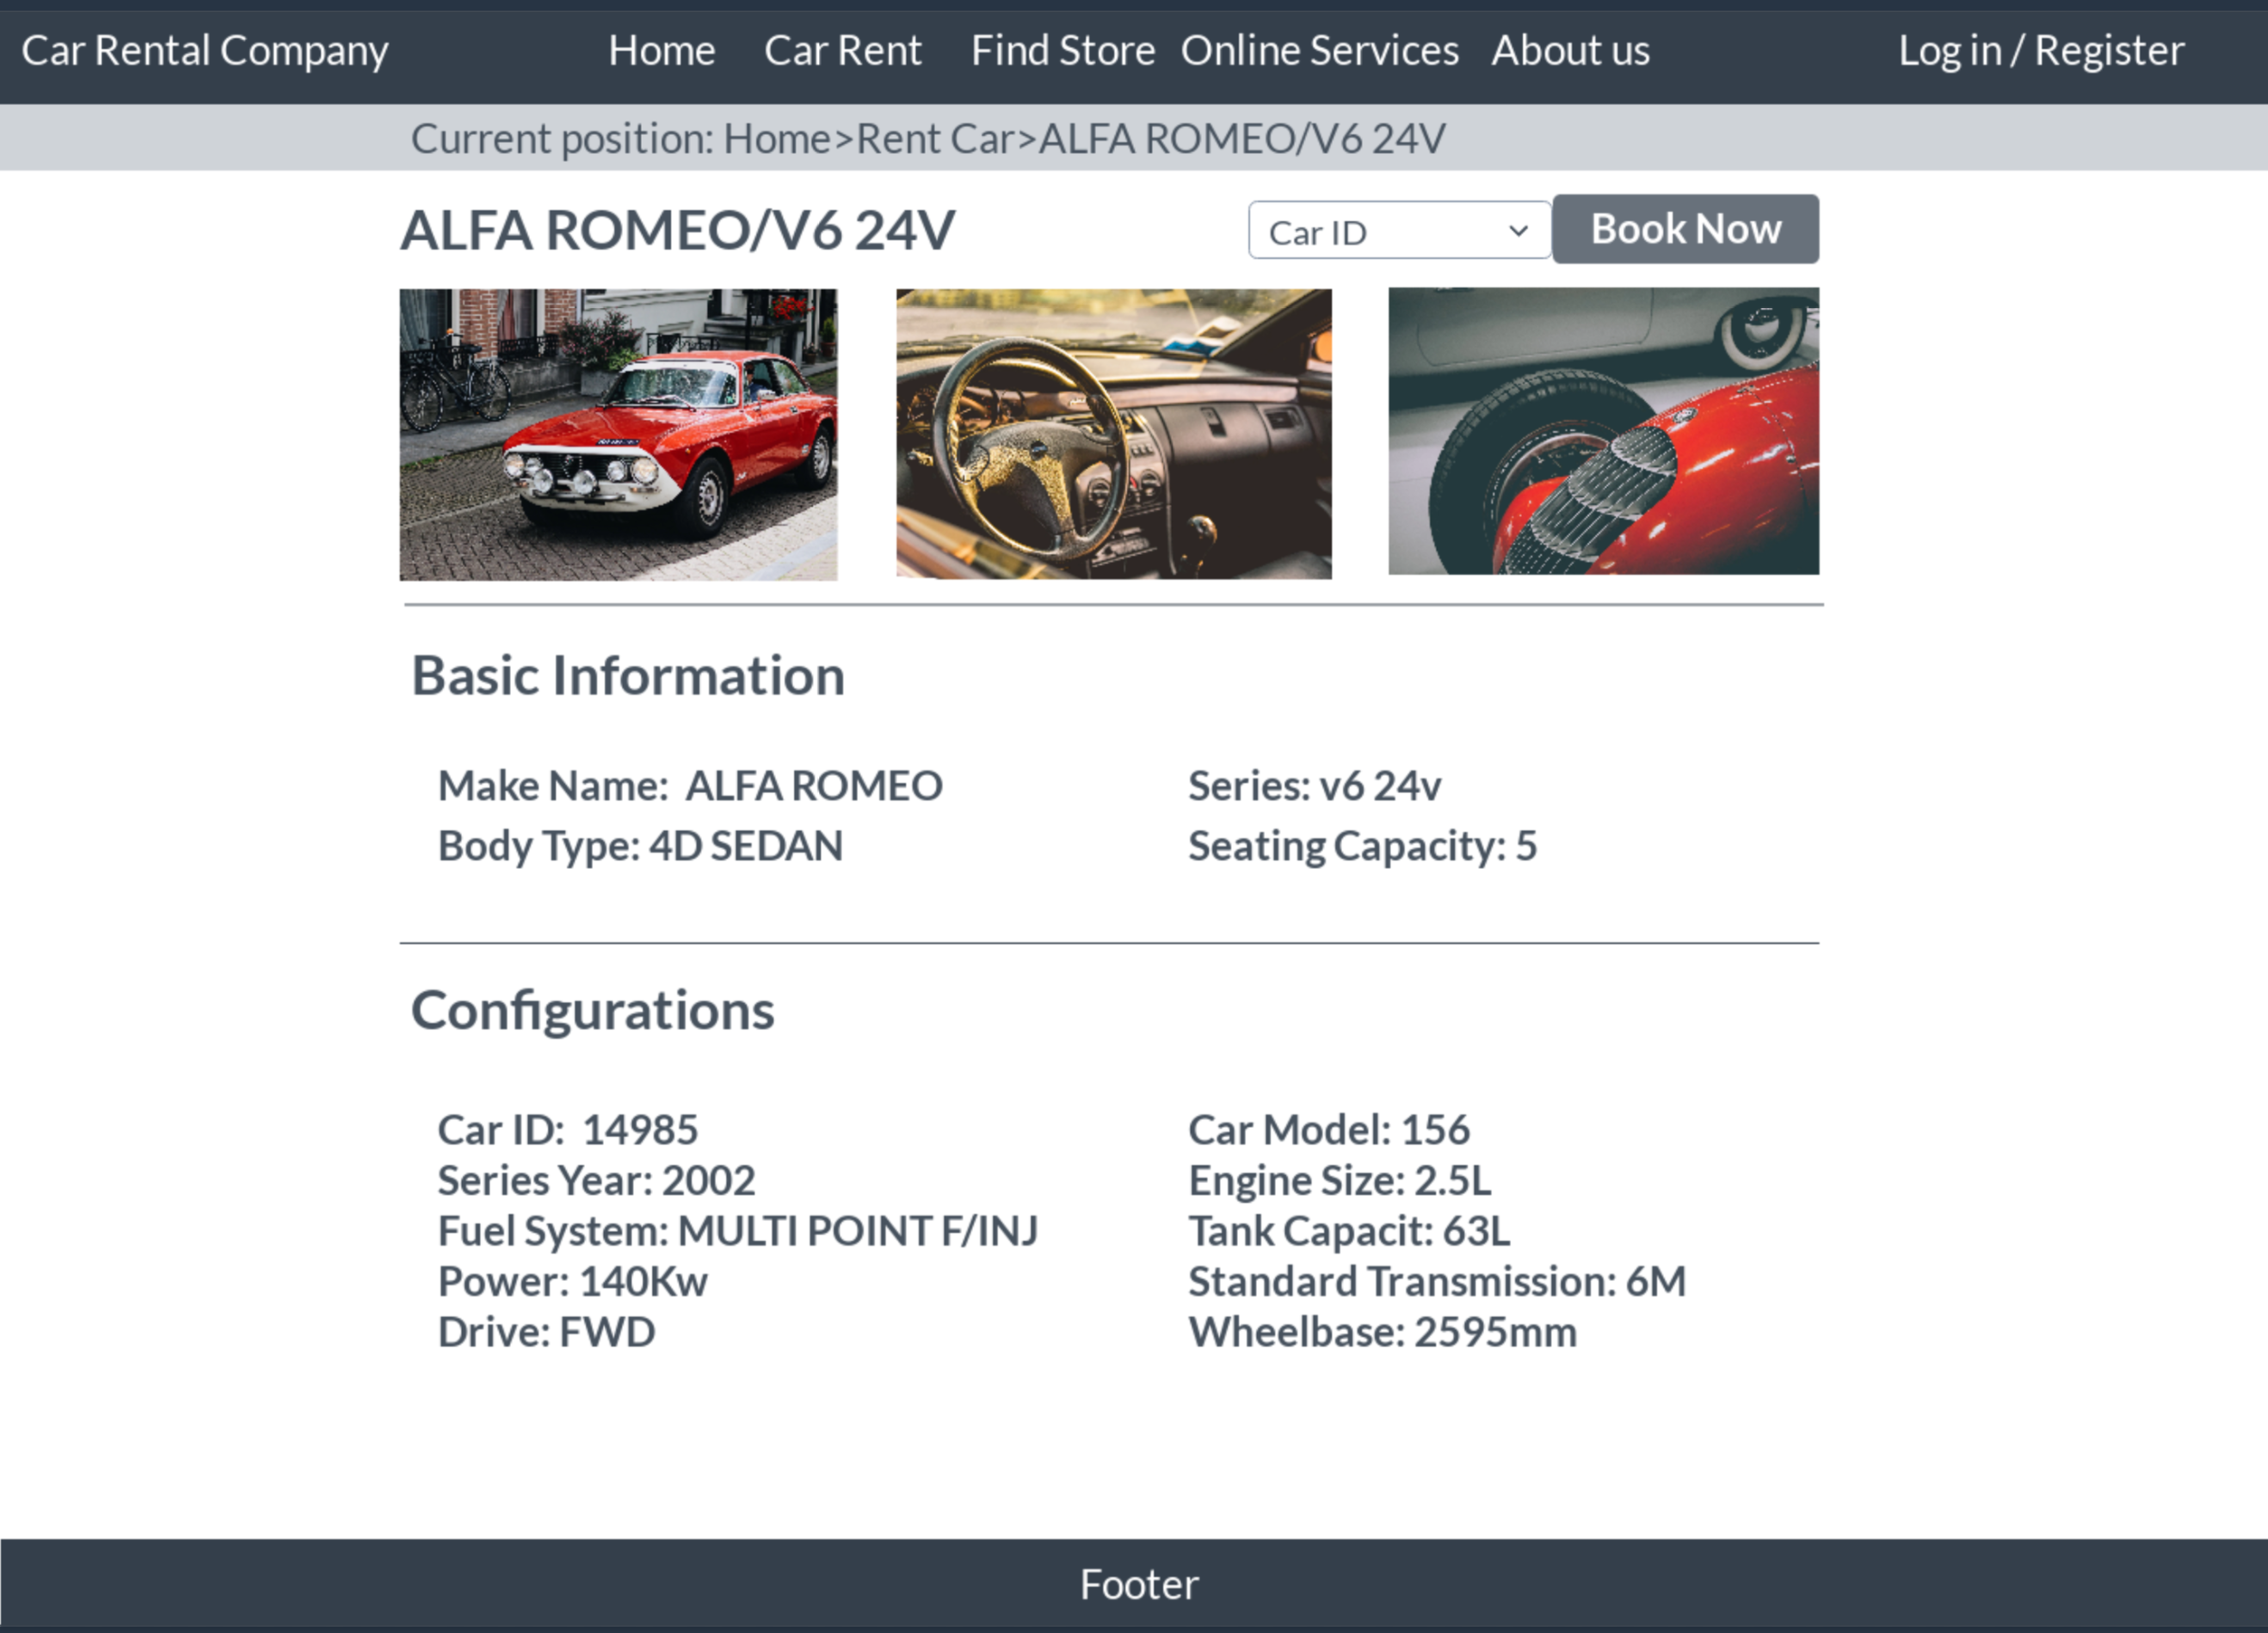 Car Rental Company Home Car Rent Find Store Online Services About us Log in / Register
Current position: Home>Rent Car>ALFA ROMEO/V6 24V
ALFA ROMEO/V6 24V Car ID Book Now
Basic Information
Make Name: ALFA ROMEO Series: v6 24v
Body Type: 4D SEDAN Seating Capacity: 5
Configurations
Car ID: 14985 Car Model: 156
Series Year: 2002 Engine Size: 2.5L
Fuel System: MULTI POINT F/INJ Tank Capacit: 63L
Power: 140Kw Standard Transmission: 6M
Drive: FWD Wheelbase: 2595mm
Footer